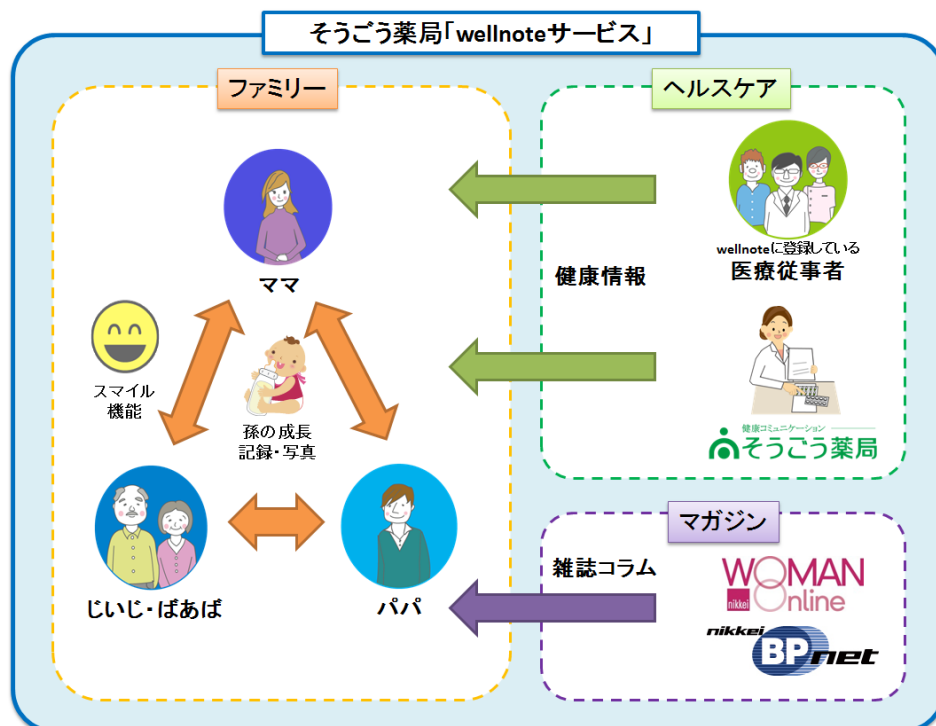 そうごう薬局「wellnoteサービス」
ファミリー
ママ
スマイル
機能
孫の成長
記録・写真
じいじ・ばあば
パパ
ヘルスケア
健康情報
wellnoteに登録している
医療従事者
健康コミュニケーション
そうごう薬局
マガジン
雑誌コラム
WOMAN
nikkei Online
nikkei
BPnet